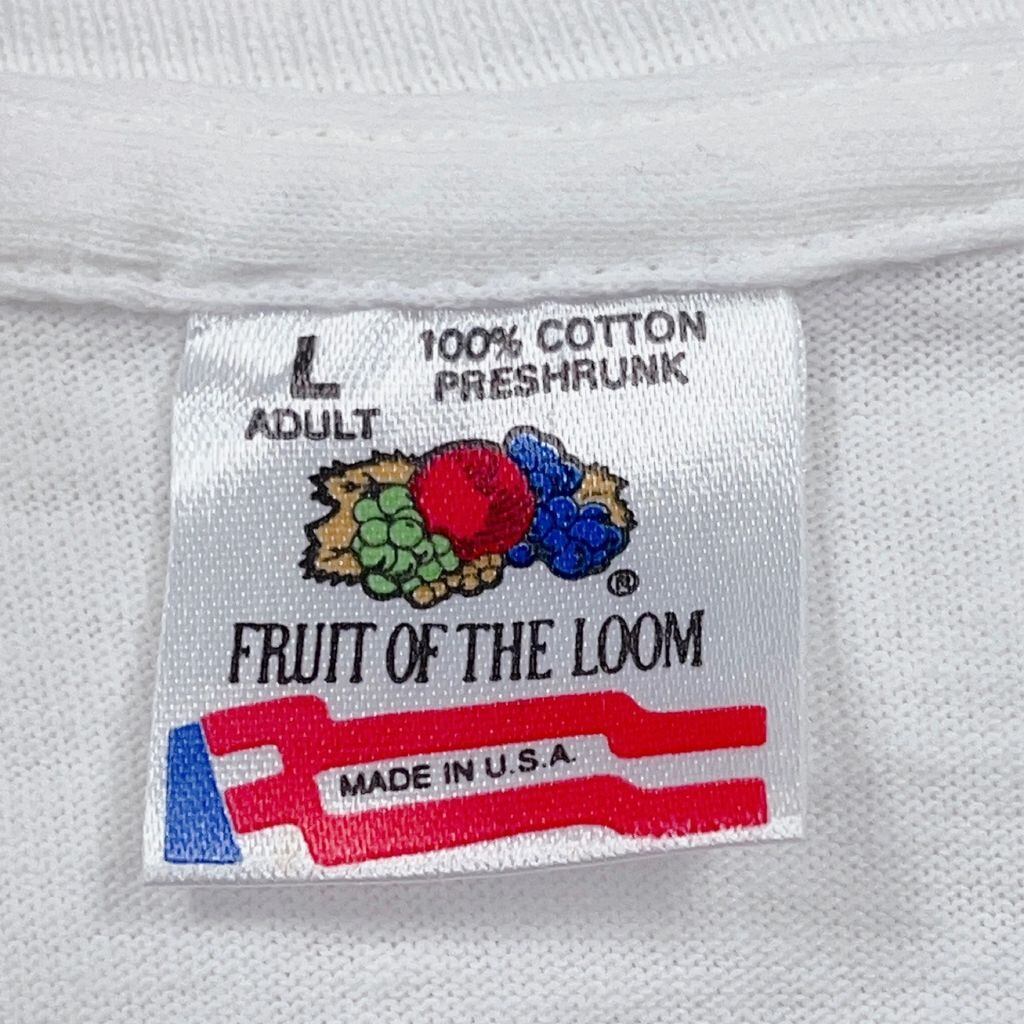 L
ADULT
100% COTTON
PRESHRUNK
®
FRUIT OF THE LOOM
MADE IN U.S.A.